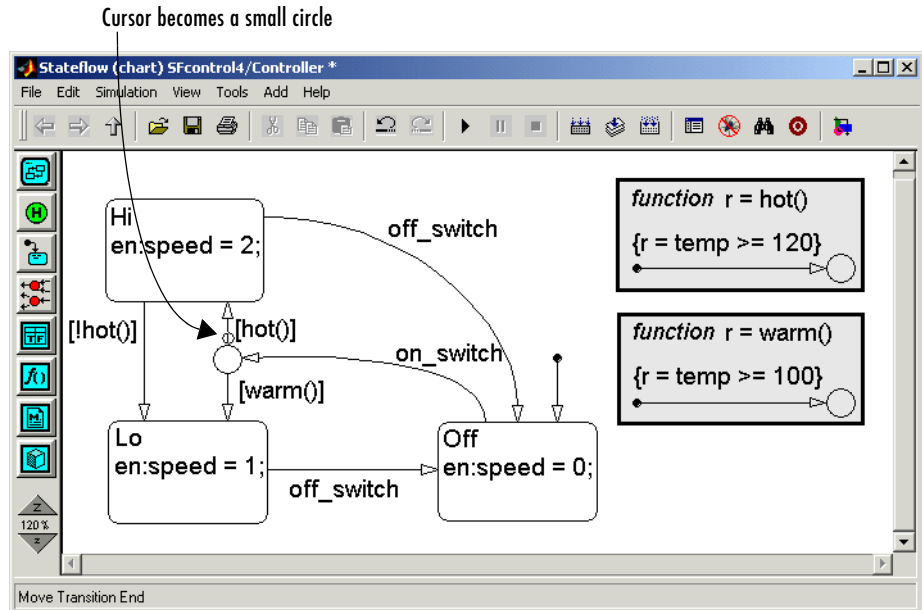 Cursor becomes a small circle
Stateflow (chart) SFcontrol4/Controller *
File Edit Simulation View Tools Add Help
H
Hi
en:speed = 2;
off_switch
function r = hot()
{r = temp >= 120}
[!hot()]
[hot()]
on_switch
function r = warm()
{r = temp >= 100}
[warm()]
Lo
en:speed = 1;
off_switch
Off
en:speed = 0;
TF
f()
M
Z
120 %
z
Move Transition End